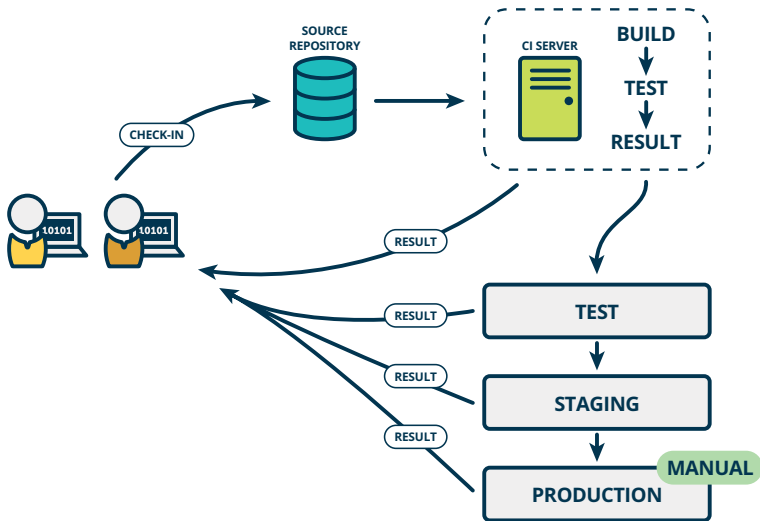 SOURCE
REPOSITORY
CI SERVER
BUILD
TEST
RESULT
CHECK-IN
10101
10101
RESULT
TEST
RESULT
STAGING
RESULT
PRODUCTION
MANUAL
RESULT